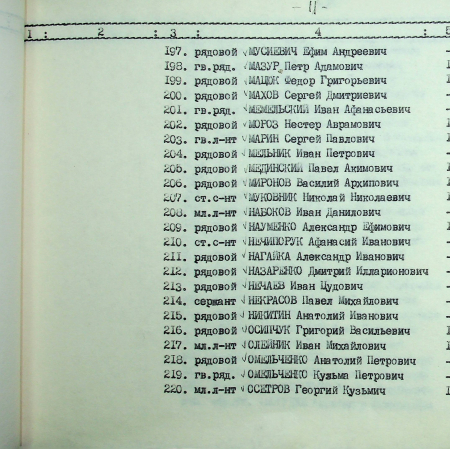 - 11 -
1 : 2 : 3 : 4 : 5
197. рядовой √МУСИЕВИЧ Ефим Андреевич
198. гв.ряд. √МАЗУР Петр Адамович
199. рядовой √МАЦЮК Федор Григорьевич
200. рядовой √МАХОВ Сергей Дмитриевич
201. гв.ряд. √МЕМЕЛЬСКИЙ Иван Афанасьевич
202. рядовой √МОРОЗ Нестер Аврамович
203. гв.л-нт √МАРИН Сергей Павлович
204. рядовой √МЕЛЬНИК Иван Петрович
205. рядовой √МЕДИНСКИЙ Павел Акимович
206. рядовой √МИРОНОВ Василий Архипович
207. ст.с-нт √МУКОВНИК Николай Николаевич
208. мл.л-нт √НАБОКОВ Иван Данилович
209. рядовой √НАУМЕНКО Александр Ефимович
210. ст.с-нт √НЕЧИПОРУК Афанасий Иванович
211. рядовой √НАГАЙКА Александр Иванович
212. рядовой √НАЗАРЕНКО Дмитрий Илларионович
213. рядовой √НЕЧАЕВ Иван Цудович
214. сержант √НЕКРАСОВ Павел Михайлович
215. рядовой √НИКИТИН Анатолий Иванович
216. рядовой √ОСИПЧУК Григорий Васильевич
217. мл.л-нт √ОЛЕЙНИК Иван Михайлович
218. рядовой √ОМЕЛЬЧЕНКО Анатолий Петрович
219. гв.ряд. √ОМЕЛЬЧЕНКО Кузьма Петрович
220. мл.л-нт √ОСЕТРОВ Георгий Кузьмич